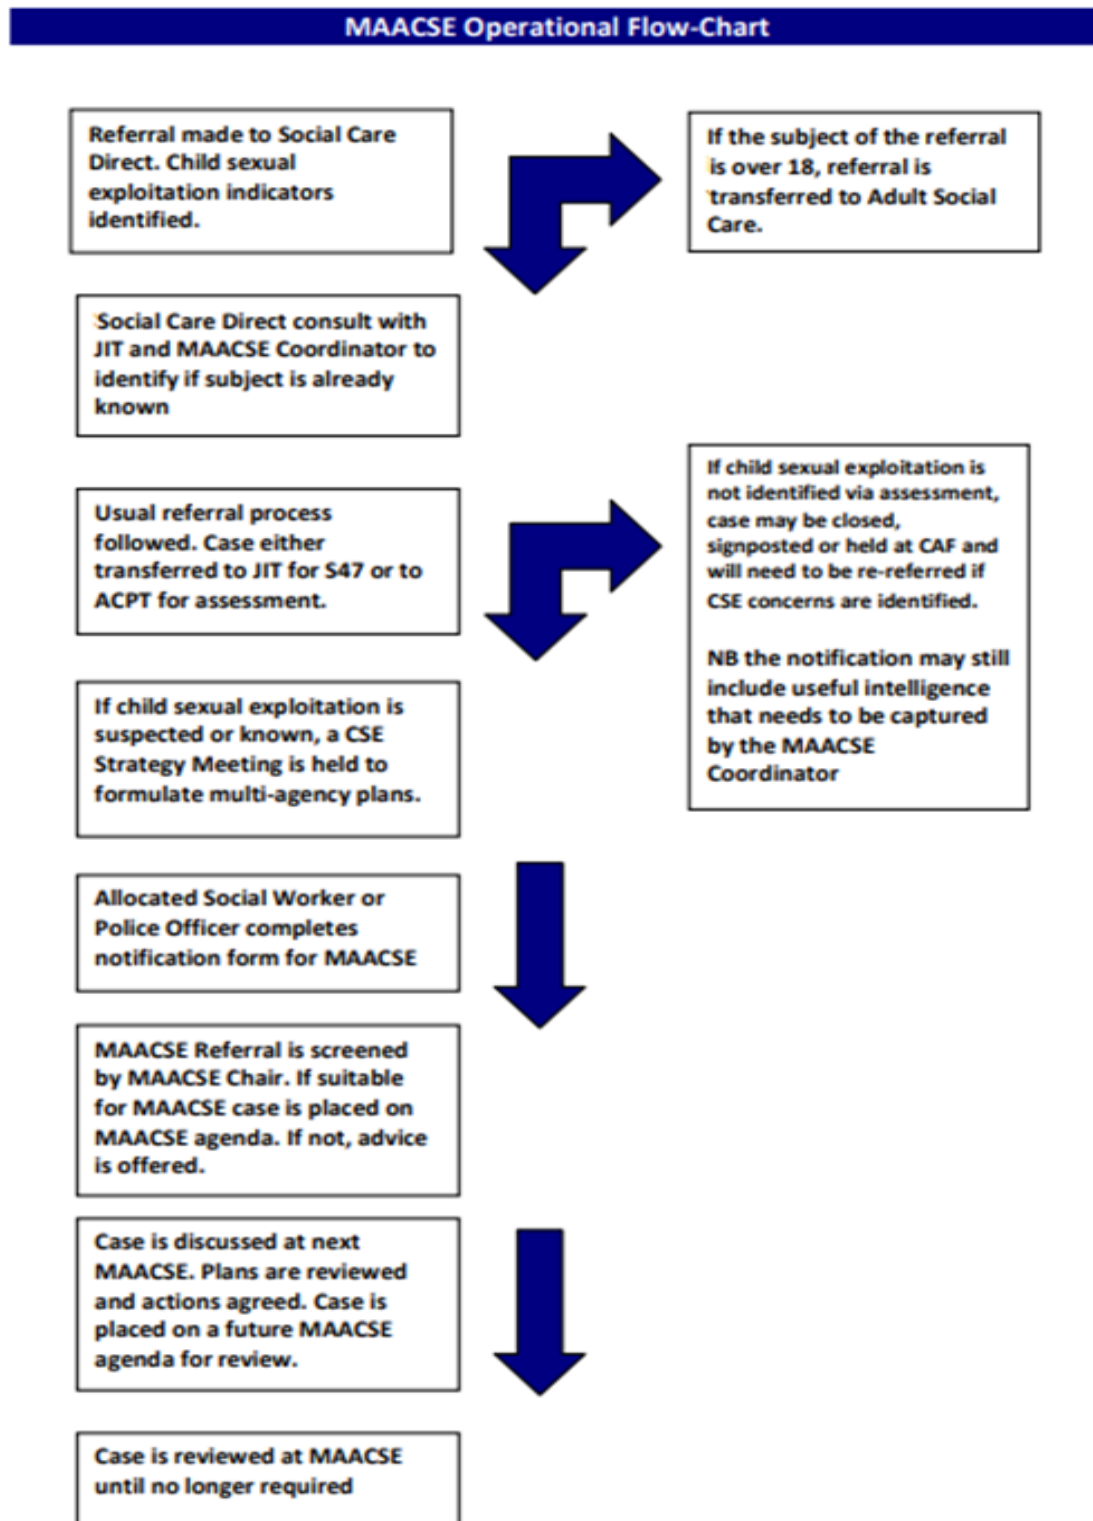 MAACSE Operational Flow-Chart
Referral made to Social Care
Direct. Child sexual
exploitation indicators
identified.
If the subject of the referral
is over 18, referral is
transferred to Adult Social
Care.
Social Care Direct consult with
JIT and MAACSE Coordinator to
identify if subject is already
known
Usual referral process
followed. Case either
transferred to JIT for S47 or to
ACPT for assessment.
If child sexual exploitation is
not identified via assessment,
case may be closed,
signposted or held at CAF and
will need to be re-referred if
CSE concerns are identified.
NB the notification may still
include useful intelligence
that needs to be captured
by the MAACSE
Coordinator
If child sexual exploitation is
suspected or known, a CSE
Strategy Meeting is held to
formulate multi-agency plans.
Allocated Social Worker or
Police Officer completes
notification form for MAACSE
MAACSE Referral is screened
by MAACSE Chair. If suitable
for MAACSE case is placed on
MAACSE agenda. If not, advice
is offered.
Case is discussed at next
MAACSE. Plans are reviewed
and actions agreed. Case is
placed on a future MAACSE
agenda for review.
Case is reviewed at MAACSE
until no longer required